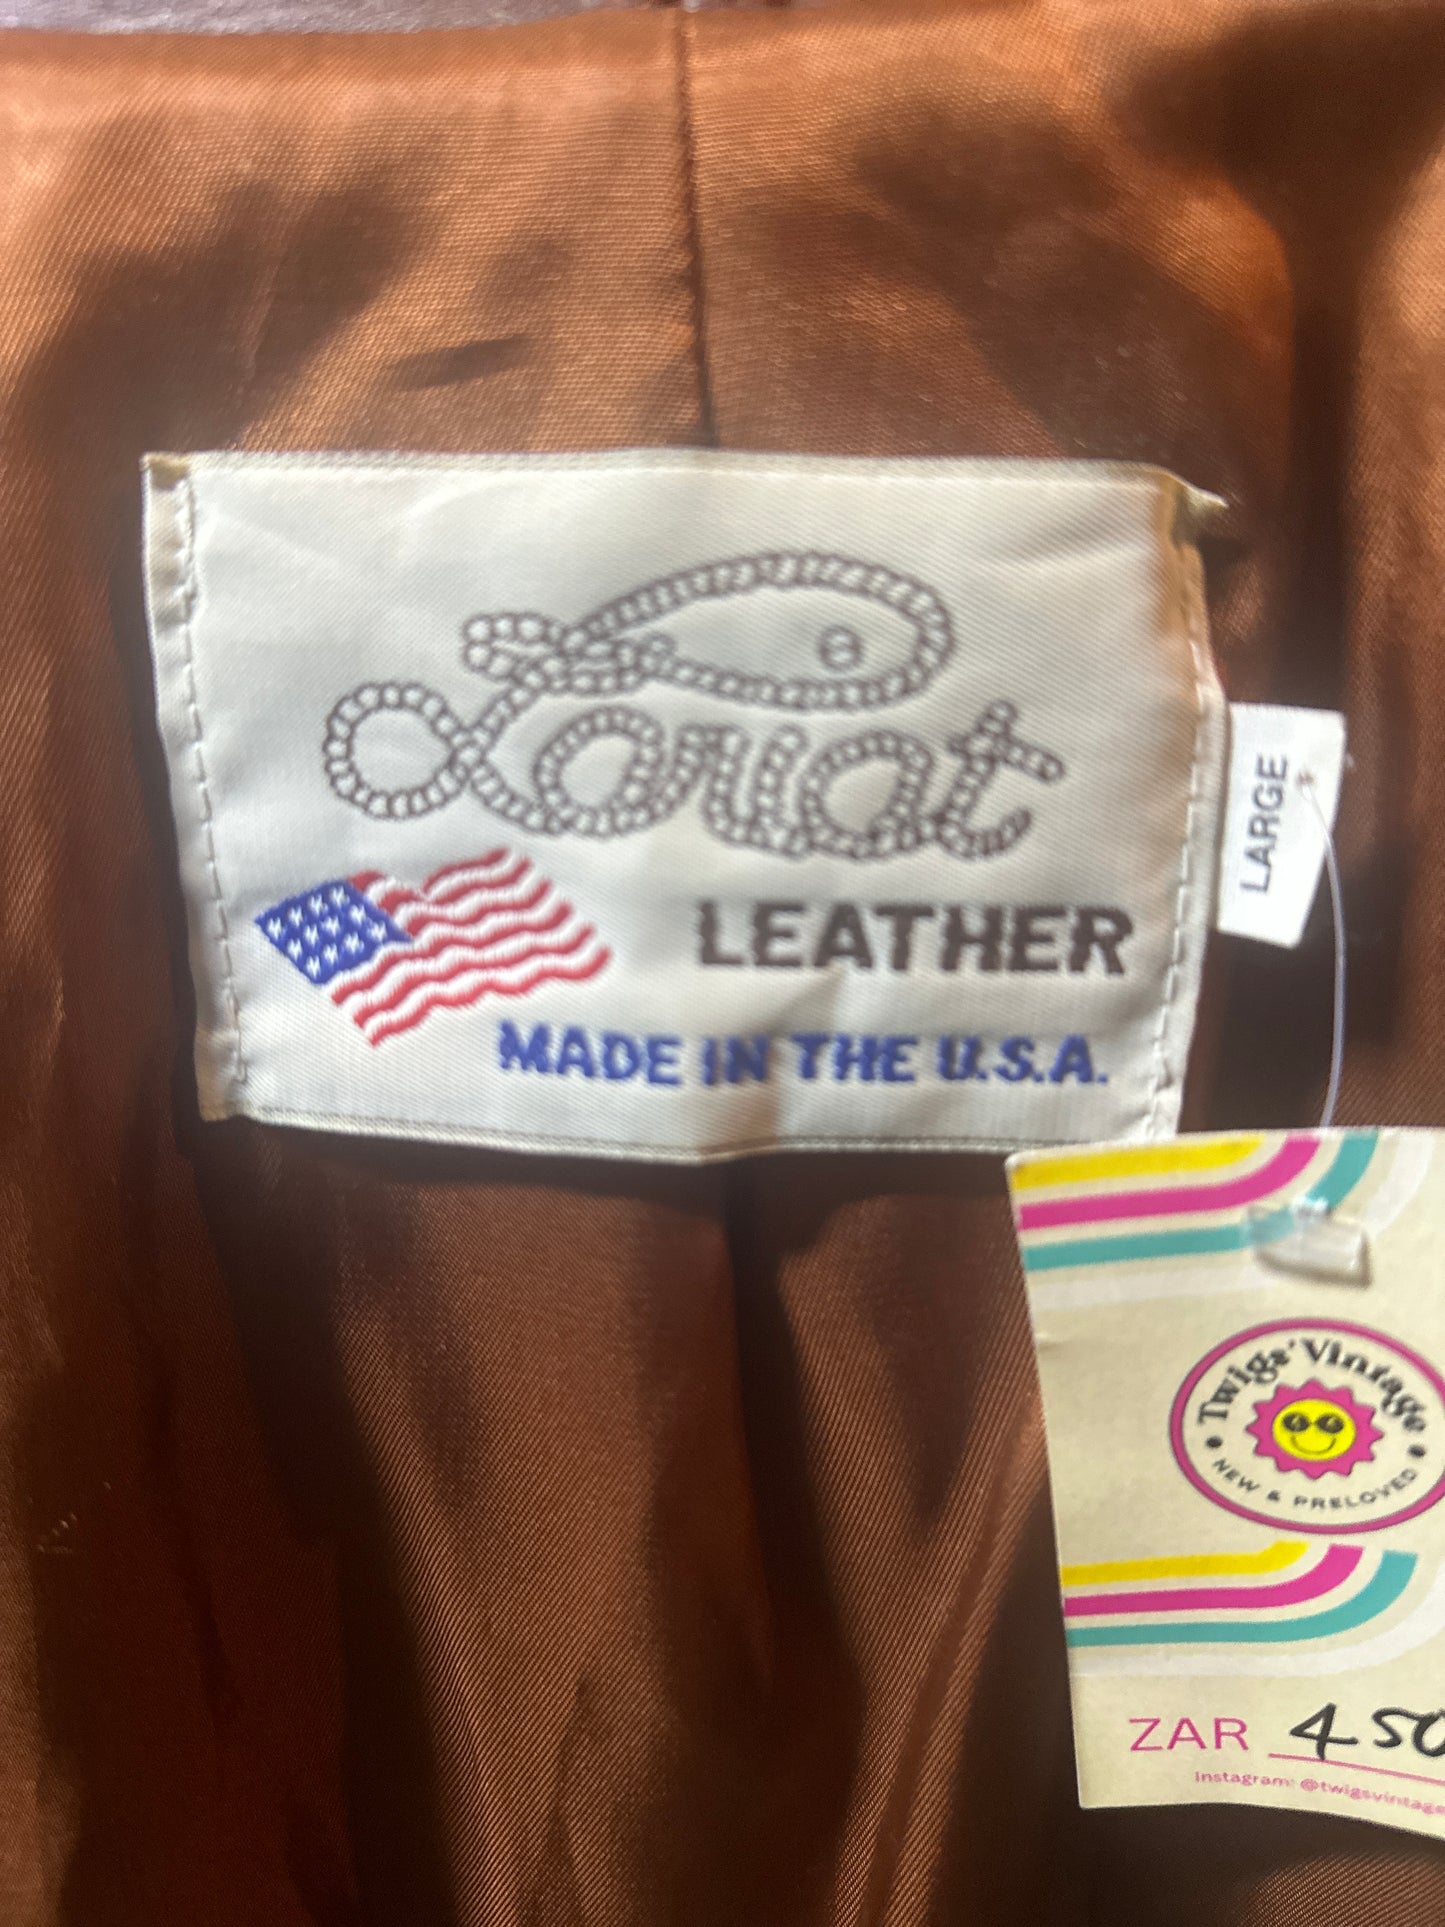 Lariat
LEATHER
MADE IN THE U.S.A.
LARGE
Twigs' Vintage
• NEW & PRELOVED •
ZAR 450
Instagram: @twigsvintage